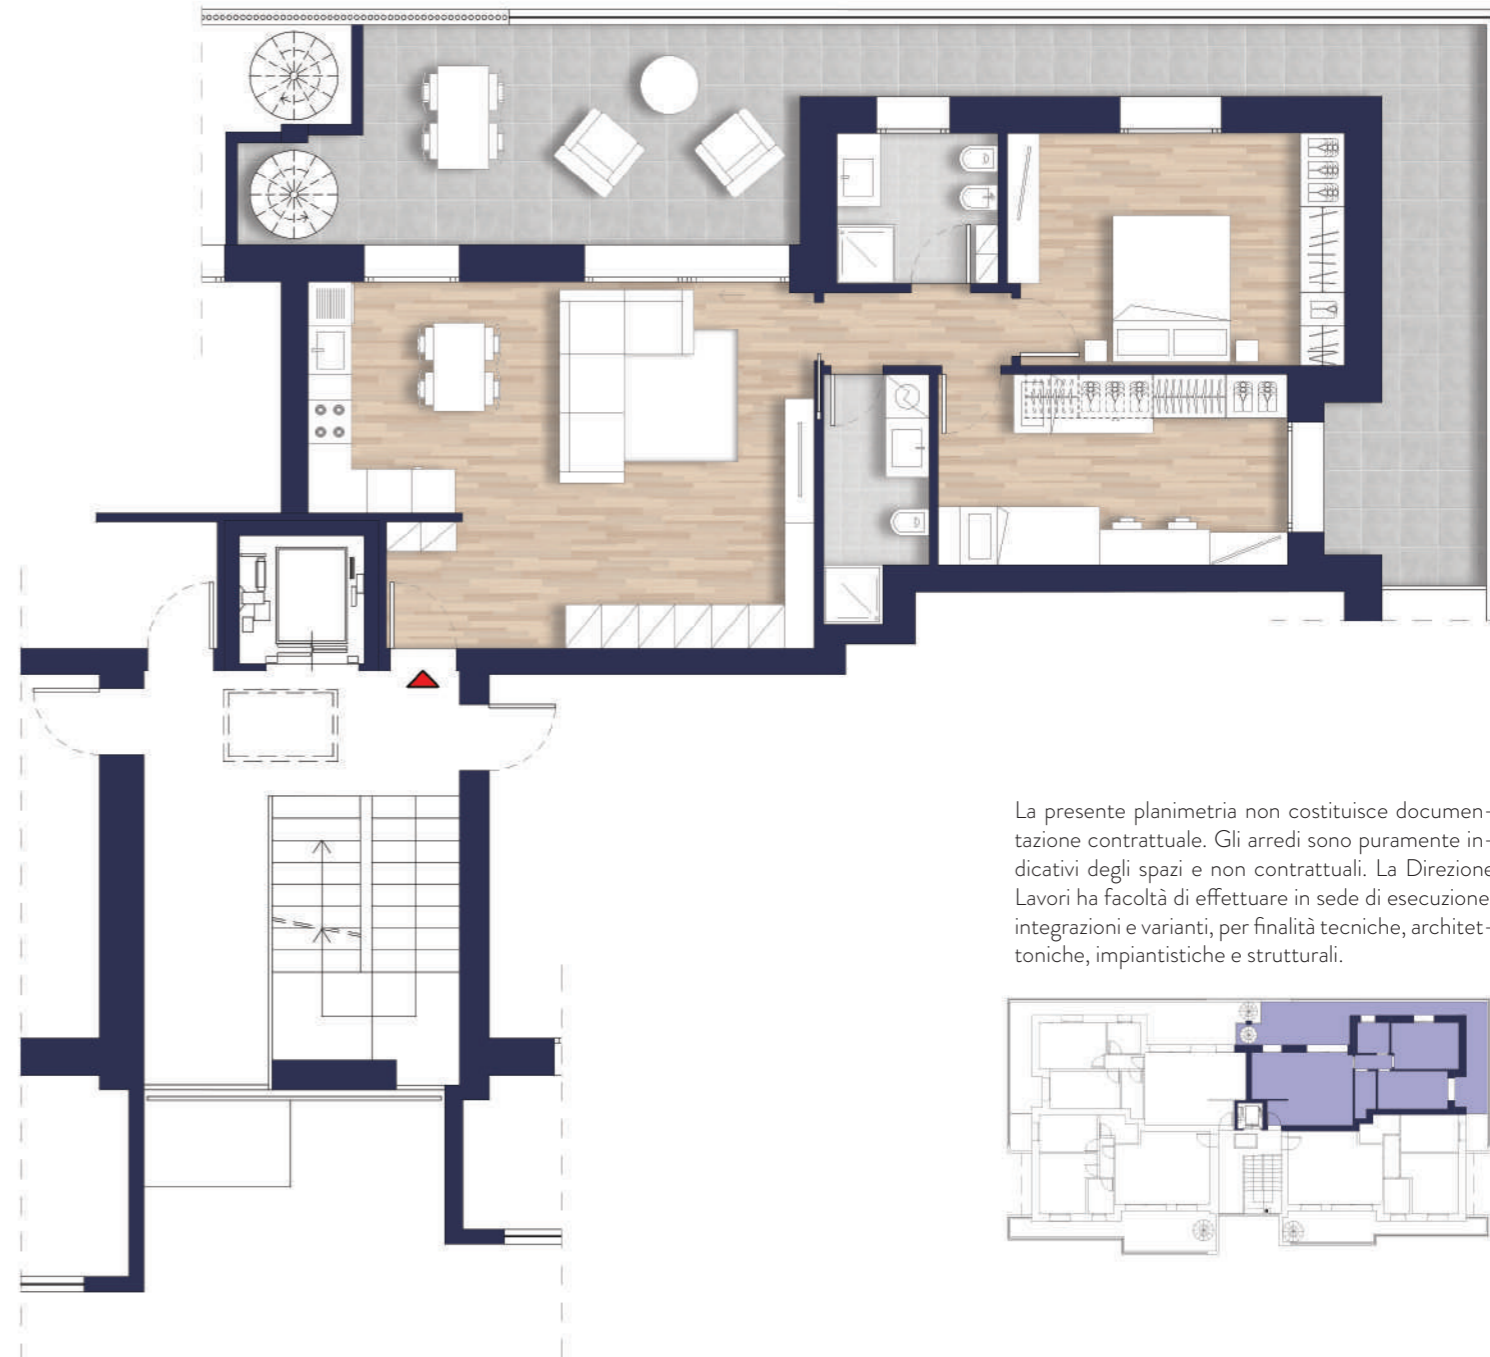 La presente planimetria non costituisce documen-
tazione contrattuale. Gli arredi sono puramente in-
dicativi degli spazi e non contrattuali. La Direzione
Lavori ha facoltà di effettuare in sede di esecuzione
integrazioni e varianti, per finalità tecniche, architet-
toniche, impiantistiche e strutturali.